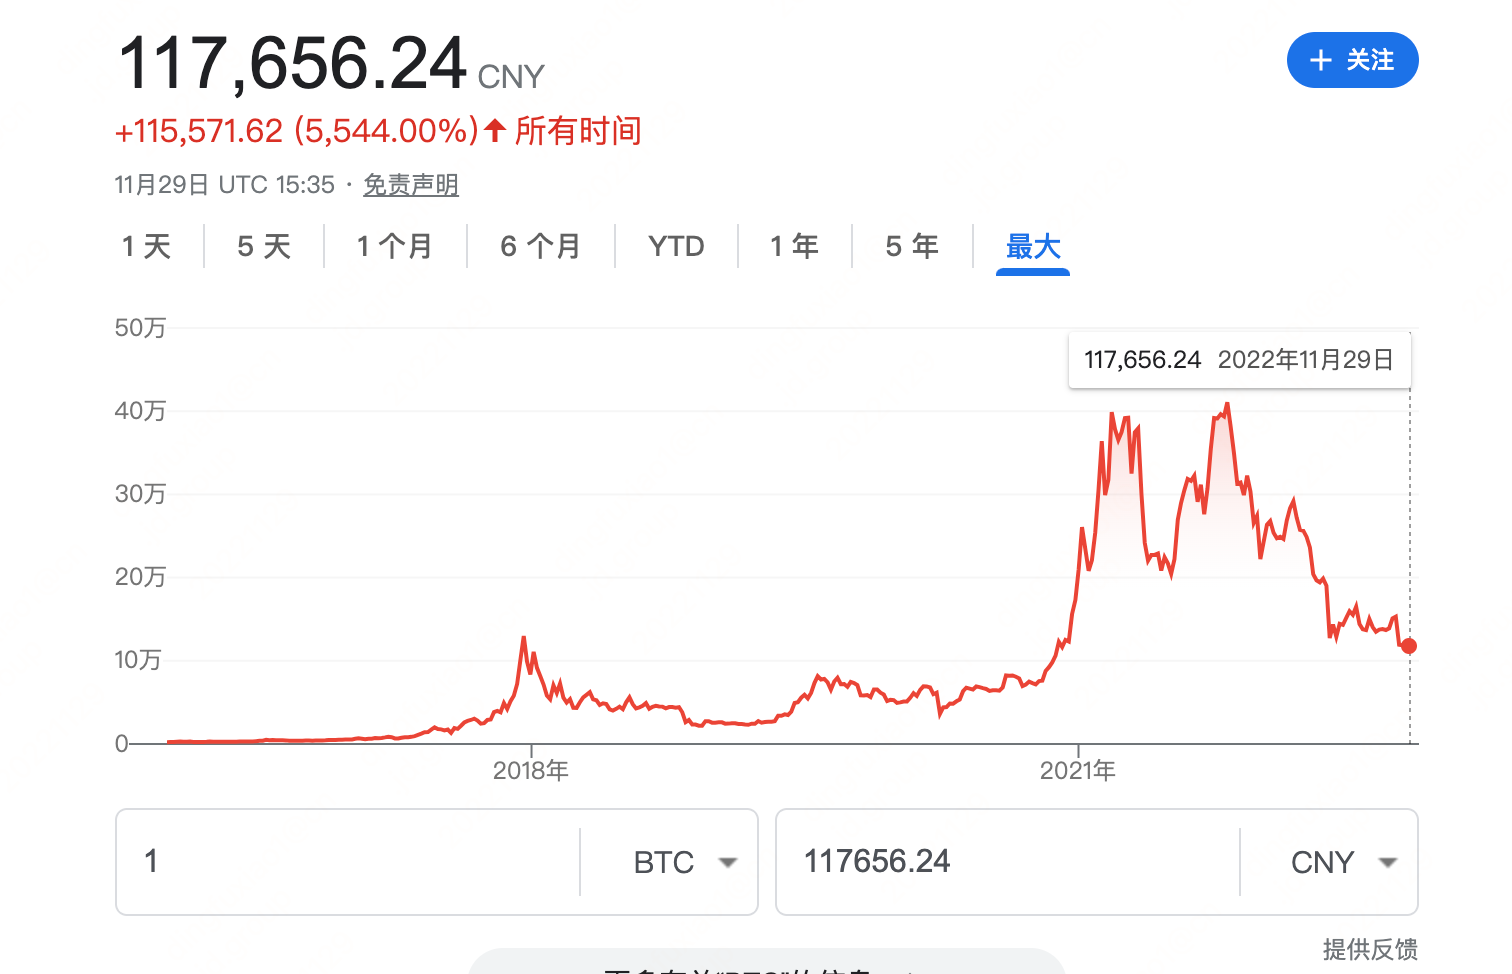 117,656.24 CNY
+ 关注
+115,571.62 (5,544.00%) 所有时间
11月29日 UTC 15:35 · 免责声明
1 天 5 天 1 个月 6 个月 YTD 1 年 5 年 最大
50万
117,656.24 2022年11月29日
40万
30万
20万
10万
0
2018年 2021年
1 BTC 117656.24 CNY
提供反馈